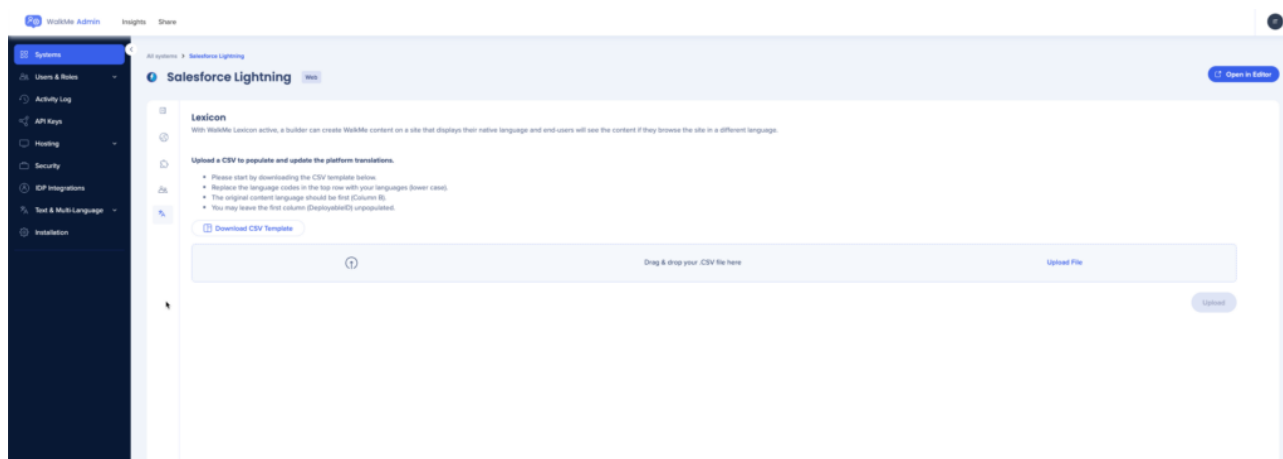 WalkMe Admin Insights Share
Systems
Users & Roles
Activity Log
API Keys
Hosting
Security
IDP Integrations
Text & Multi-Language
Installation
All systems > Salesforce Lightning
Salesforce Lightning Web
Open in Editor
Lexicon
With WalkMe Lexicon active, a builder can create WalkMe content on a site that displays their native language and end-users will see the content if they browse the site in a different language.
Upload a CSV to populate and update the platform translations.
• Please start by downloading the CSV template below.
• Replace the language codes in the top row with your languages (lower case).
• The original content language should be first (Column B).
• You may leave the first column (DeployableID) unpopulated.
Download CSV Template
Drag & drop your .CSV file here
Upload File
Upload